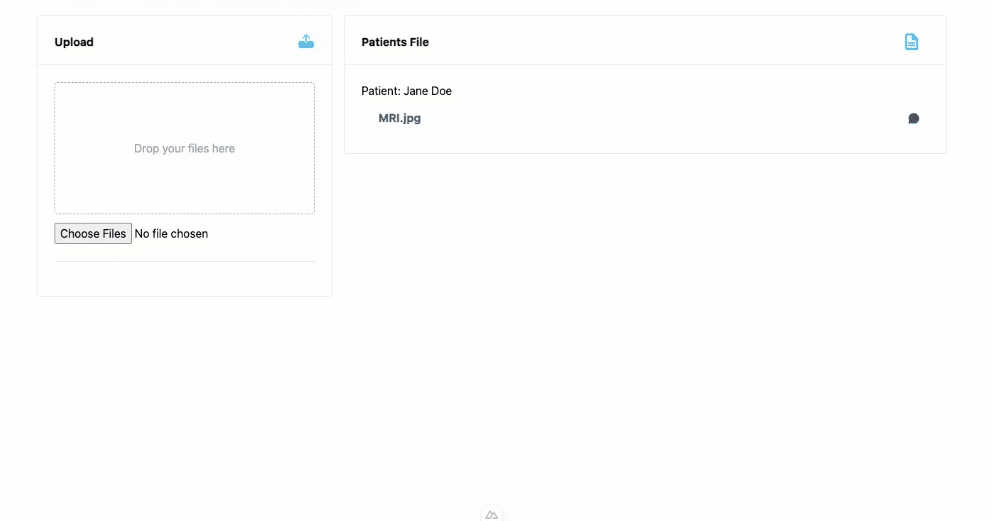 Upload
Drop your files here
Choose Files No file chosen
Patients File
Patient: Jane Doe
MRI.jpg